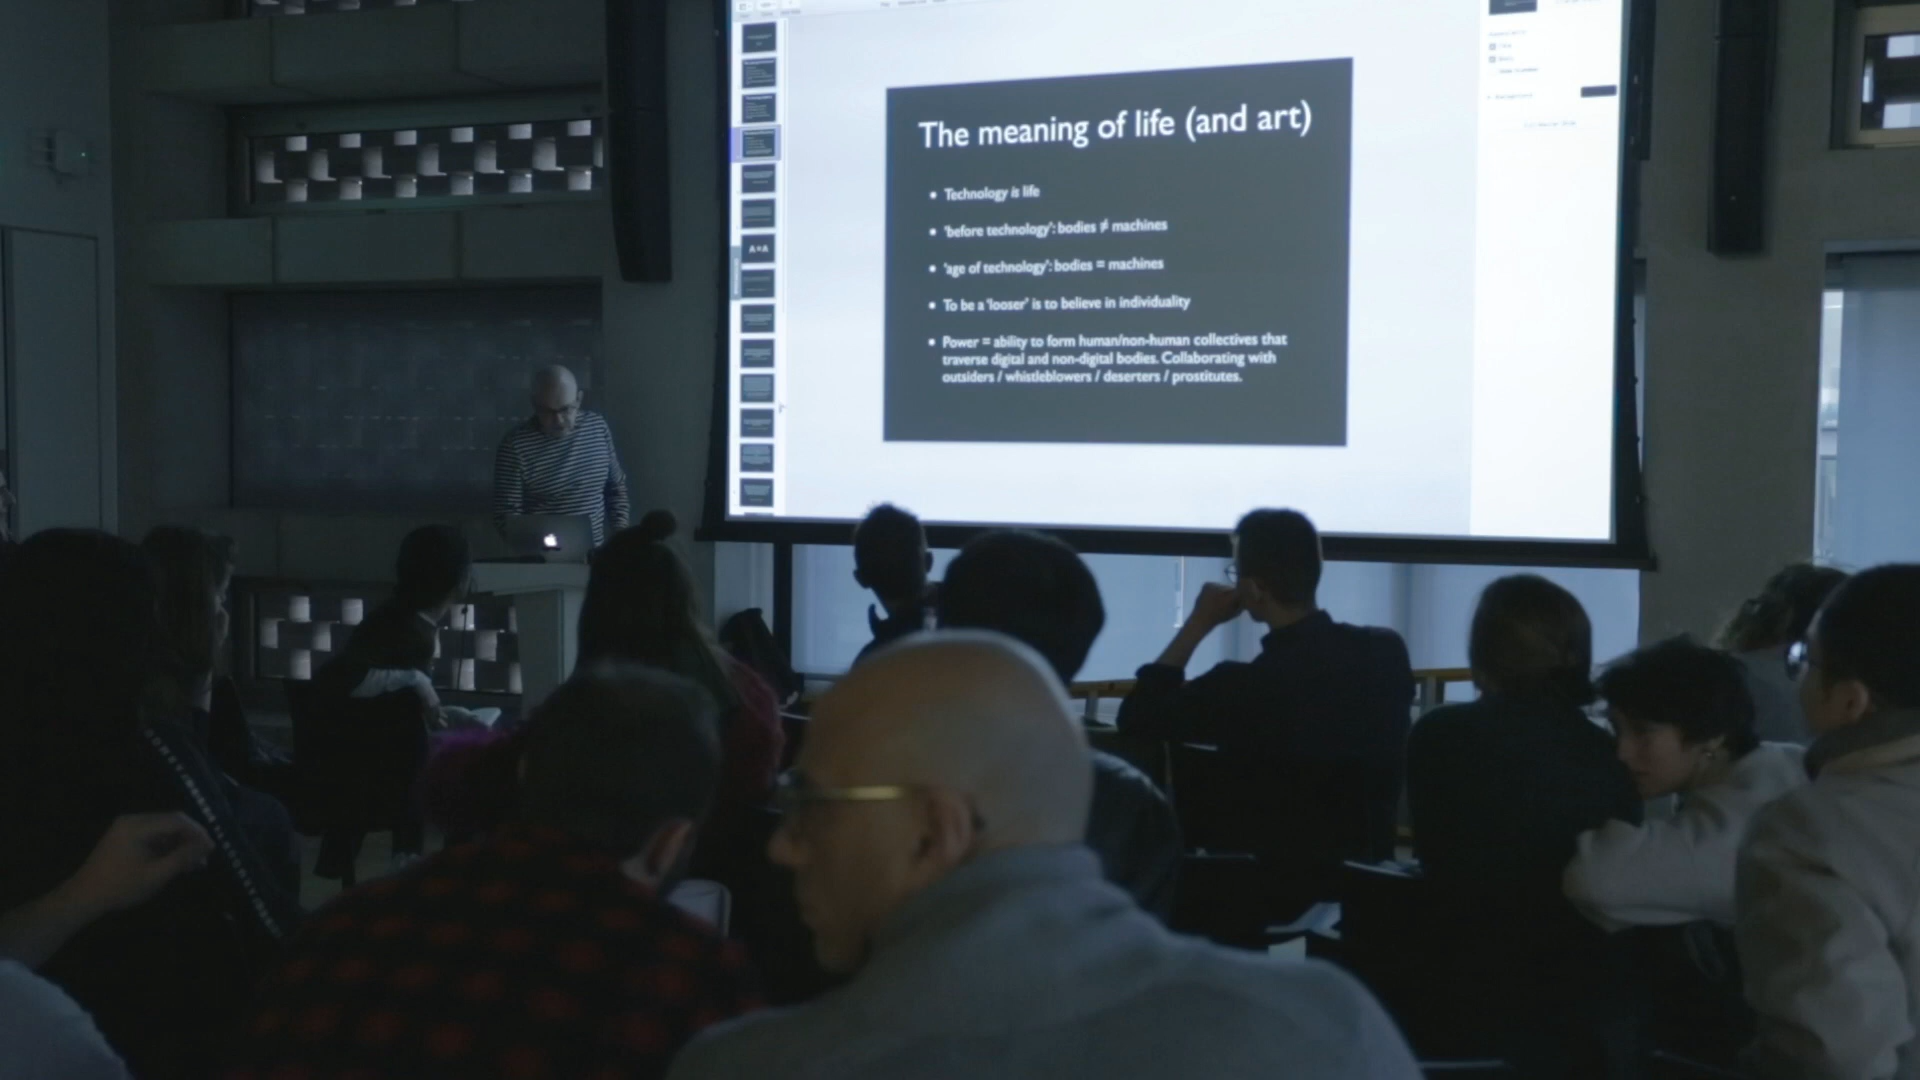 The meaning of life (and art)
• Technology is life
• 'before technology': bodies ≠ machines
• 'age of technology': bodies = machines
• To be a 'looser' is to believe in individuality
• Power = ability to form human/non-human collectives that
traverse digital and non-digital bodies. Collaborating with
outsiders / whistleblowers / deserters / prostitutes.
A=A